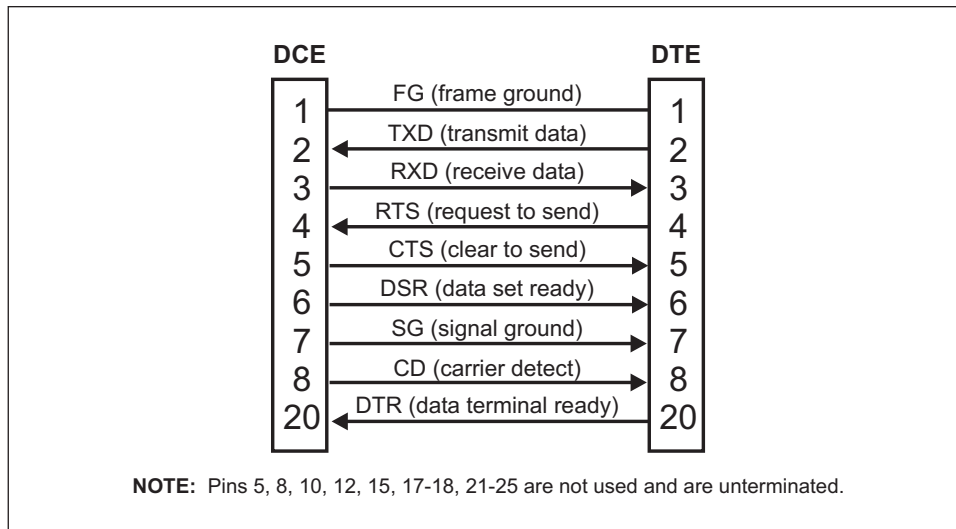 DCE DTE
1 FG (frame ground) 1
2 TXD (transmit data) 2
3 RXD (receive data) 3
4 RTS (request to send) 4
5 CTS (clear to send) 5
6 DSR (data set ready) 6
7 SG (signal ground) 7
8 CD (carrier detect) 8
20 DTR (data terminal ready) 20
NOTE: Pins 5, 8, 10, 12, 15, 17-18, 21-25 are not used and are unterminated.